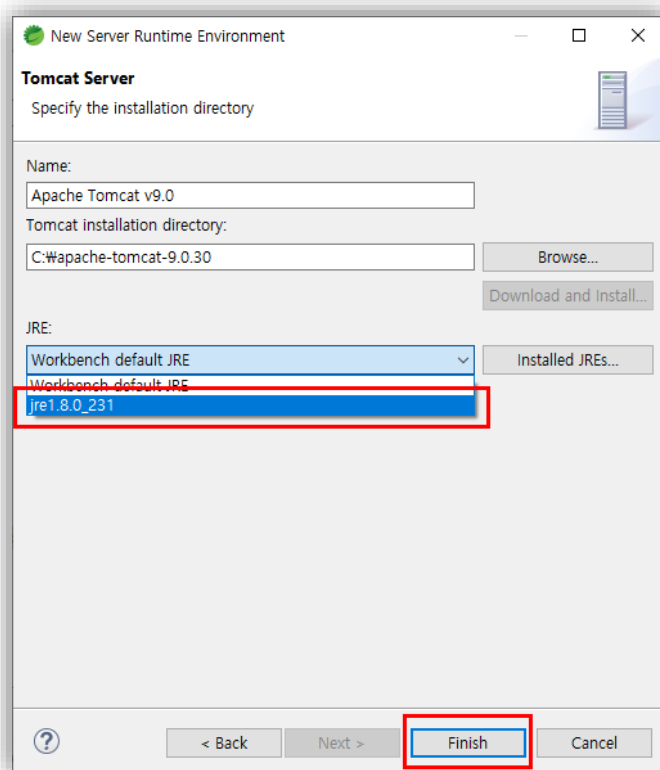 New Server Runtime Environment
Tomcat Server
Specify the installation directory
Name:
Apache Tomcat v9.0
Tomcat installation directory:
C:₩apache-tomcat-9.0.30
Browse...
Download and Install...
JRE:
Workbench default JRE
Installed JREs...
Workbench default JRE
jre1.8.0_231
?
< Back
Next >
Finish
Cancel